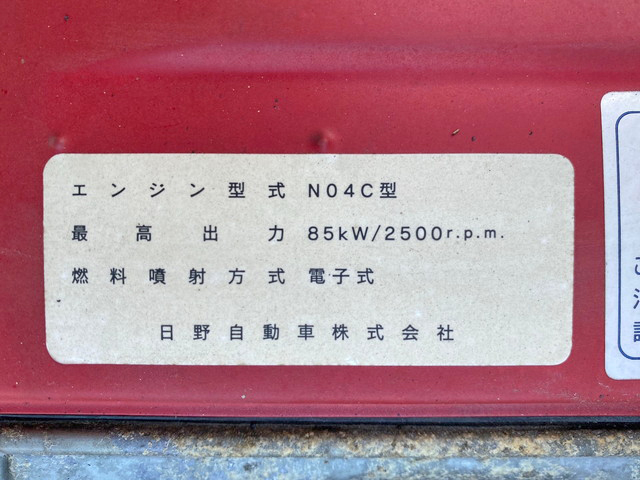 エンジン型式 N04C型
最高出力 85kW/2500r.p.m.
燃料噴射方式 電子式
日野自動車株式会社